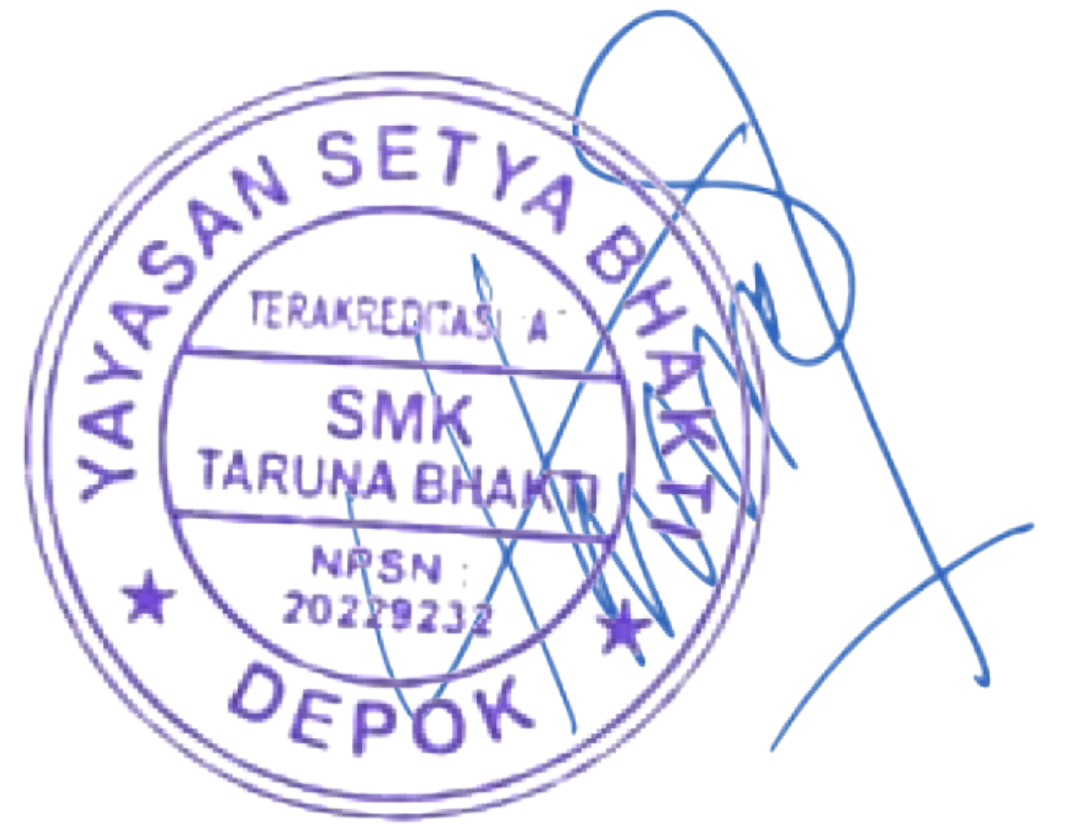 YAYASAN SETYA BHAKTI
TERAKREDITASI "A"
SMK
TARUNA BHAKTI
NPSN :
20229232
DEPOK